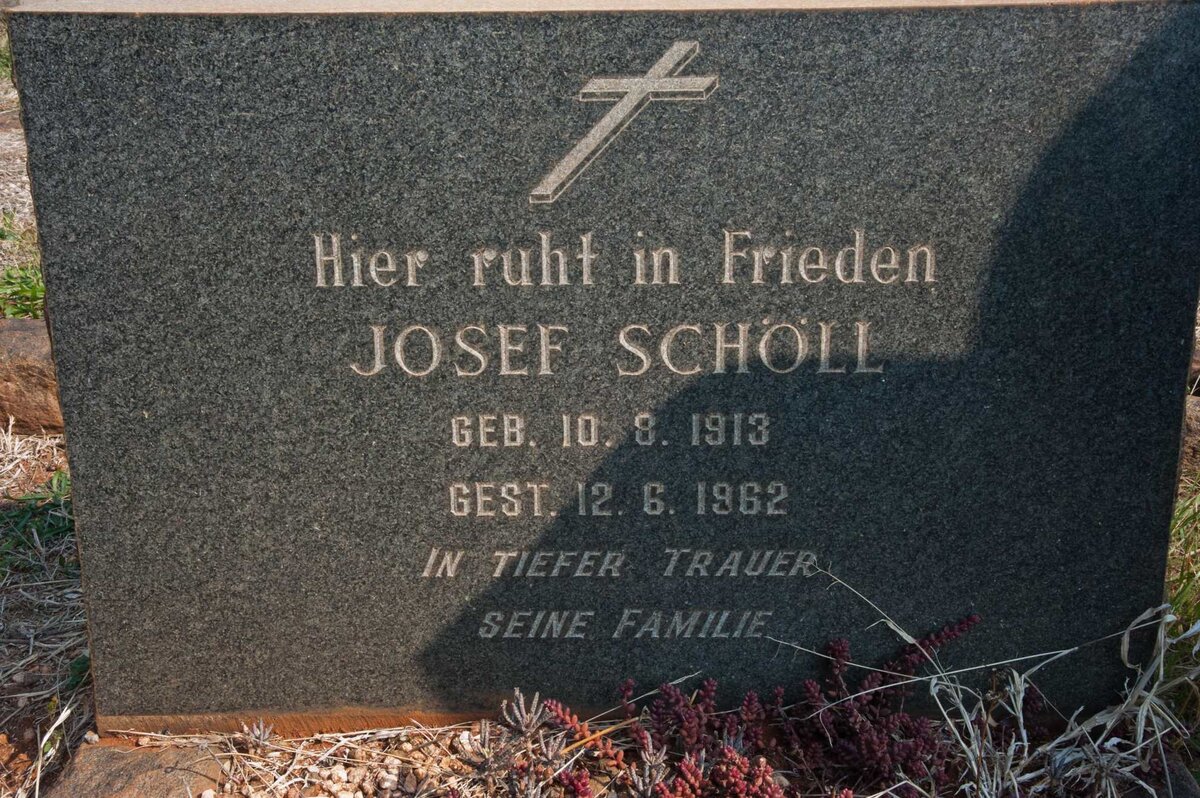 Hier ruht in Frieden
JOSEF SCHÖLL
GEB. 10. 8. 1913
GEST. 12. 6. 1962
IN TIEFER TRAUER
SEINE FAMILIE